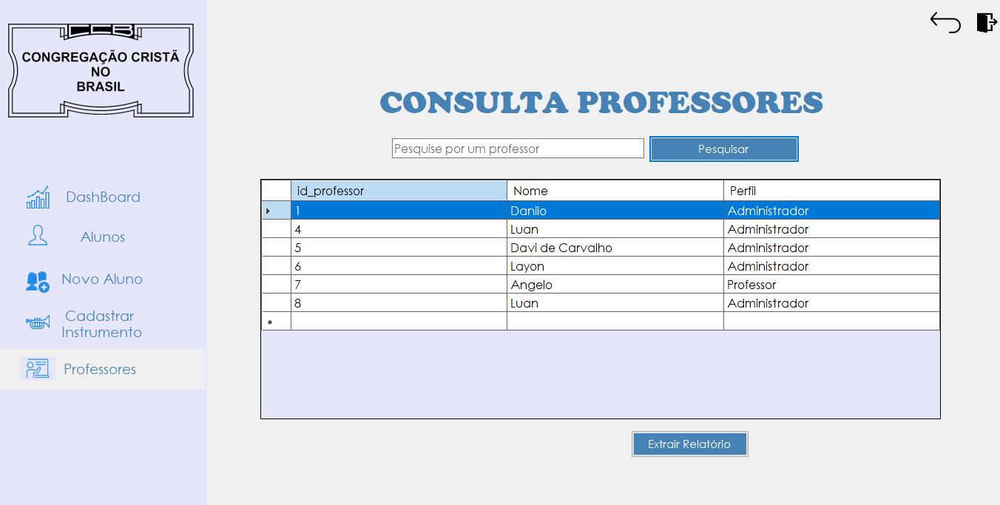 CCB
CONGREGAÇÃO CRISTÃ
NO
BRASIL
DashBoard
Alunos
Novo Aluno
Cadastrar
Instrumento
Professores
CONSULTA PROFESSORES
Pesquise por um professor
Pesquisar
id_professor Nome Perfil
1 Danilo Administrador
4 Luan Administrador
5 Davi de Carvalho Administrador
6 Layon Administrador
7 Angelo Professor
8 Luan Administrador
Extrair Relatório